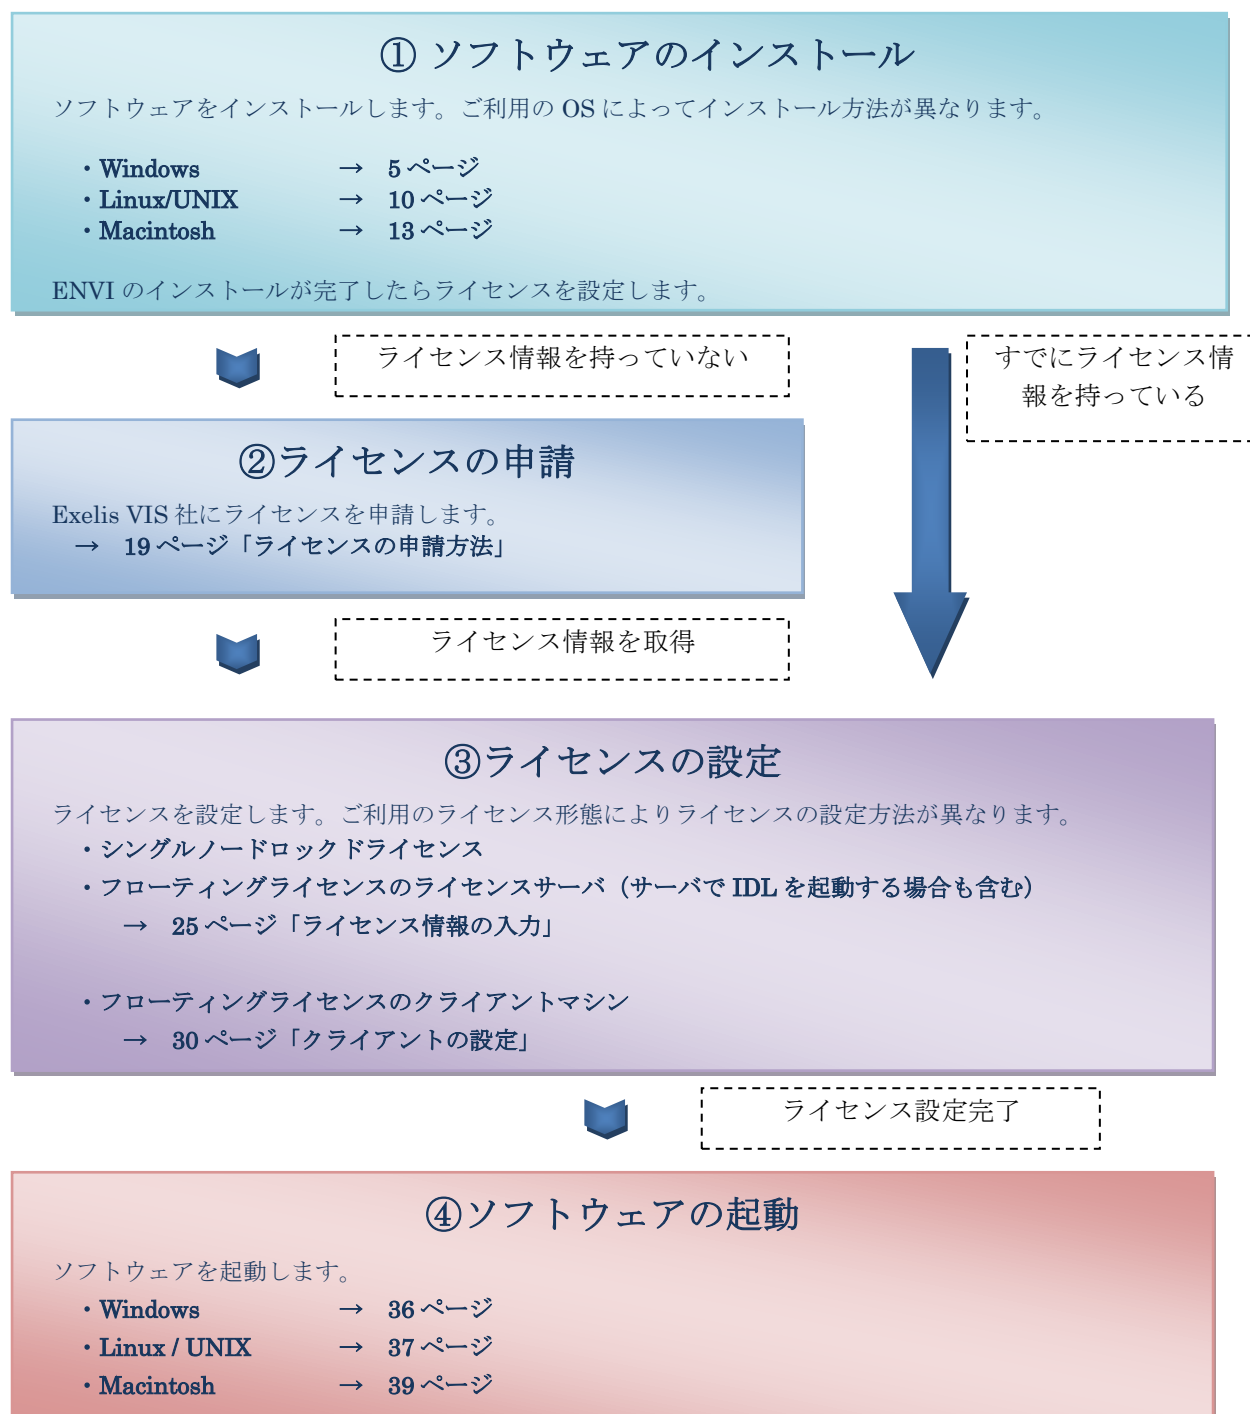 ① ソフトウェアのインストール
ソフトウェアをインストールします。ご利用の OS によってインストール方法が異なります。
・Windows → 5 ページ
・Linux/UNIX → 10 ページ
・Macintosh → 13 ページ
ENVI のインストールが完了したらライセンスを設定します。
ライセンス情報を持っていない
すでにライセンス情
報を持っている
②ライセンスの申請
Exelis VIS 社にライセンスを申請します。
→ 19 ページ「ライセンスの申請方法」
ライセンス情報を取得
③ライセンスの設定
ライセンスを設定します。ご利用のライセンス形態によりライセンスの設定方法が異なります。
・シングルノードロックドライセンス
・フローティングライセンスのライセンスサーバ（サーバで IDL を起動する場合も含む）
→ 25 ページ「ライセンス情報の入力」
・フローティングライセンスのクライアントマシン
→ 30 ページ「クライアントの設定」
ライセンス設定完了
④ソフトウェアの起動
ソフトウェアを起動します。
・Windows → 36 ページ
・Linux / UNIX → 37 ページ
・Macintosh → 39 ページ